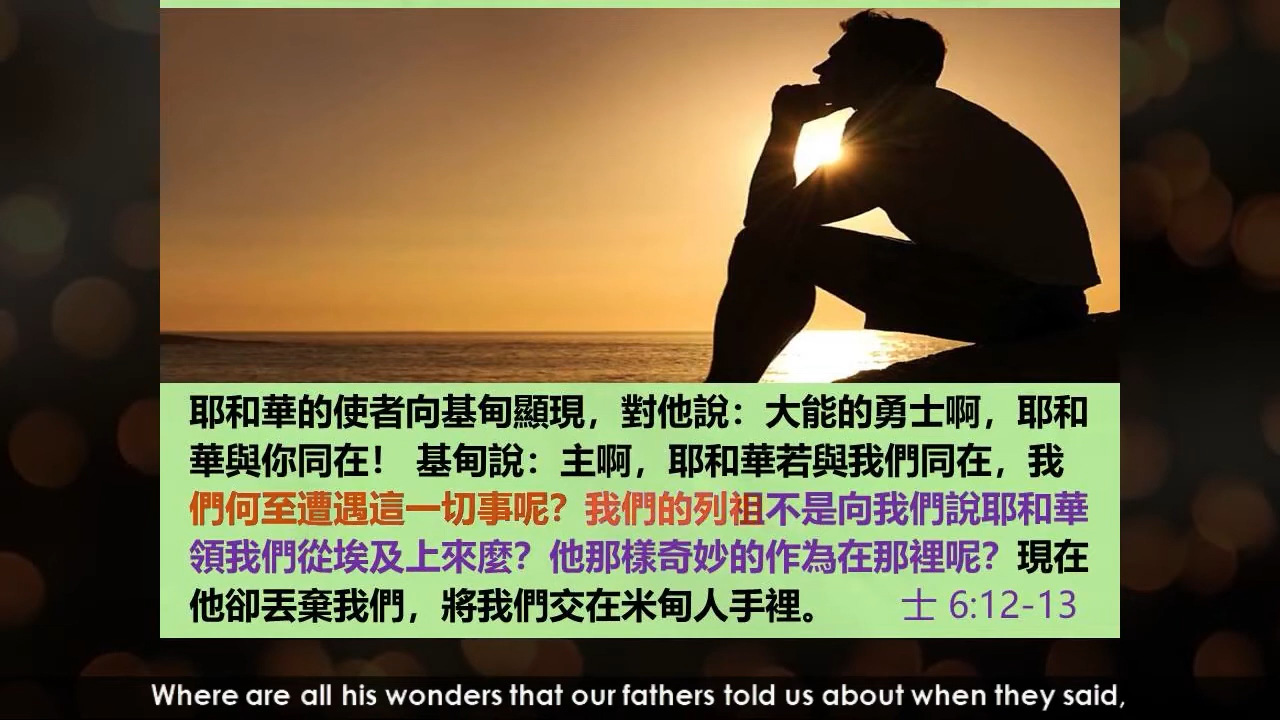 耶和華的使者向基甸顯現，對他說：大能的勇士啊，耶和
華與你同在！ 基甸說：主啊，耶和華若與我們同在，我
們何至遭遇這一切事呢？我們的列祖不是向我們說耶和華
領我們從埃及上來麼？他那樣奇妙的作為在那裡呢？現在
他卻丟棄我們，將我們交在米甸人手裡。 士 6:12-13
Where are all his wonders that our fathers told us about when they said,